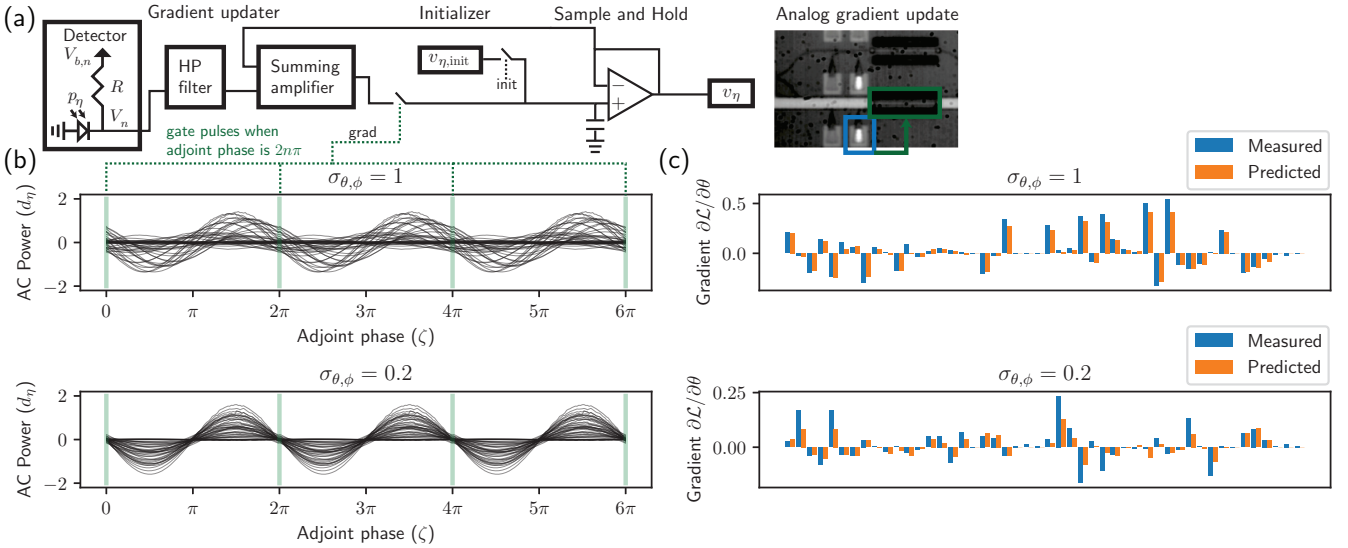 (a)
Gradient updater
Initializer
Sample and Hold
Analog gradient update
Detector
V_{b,n}
R
p_η
V_n
HP
filter
Summing
amplifier
v_{η,init}
init
−
+
v_η
grad
gate pulses when
adjoint phase is 2nπ
(b)
σ_{θ,ϕ} = 1
AC Power (d_η)
2
0
−2
0
π
2π
3π
4π
5π
6π
Adjoint phase (ζ)
σ_{θ,ϕ} = 0.2
AC Power (d_η)
2
0
−2
0
π
2π
3π
4π
5π
6π
Adjoint phase (ζ)
(c)
Measured
Predicted
σ_{θ,ϕ} = 1
Gradient ∂ℒ/∂θ
0.5
0.0
Measured
Predicted
σ_{θ,ϕ} = 0.2
Gradient ∂ℒ/∂θ
0.25
0.00